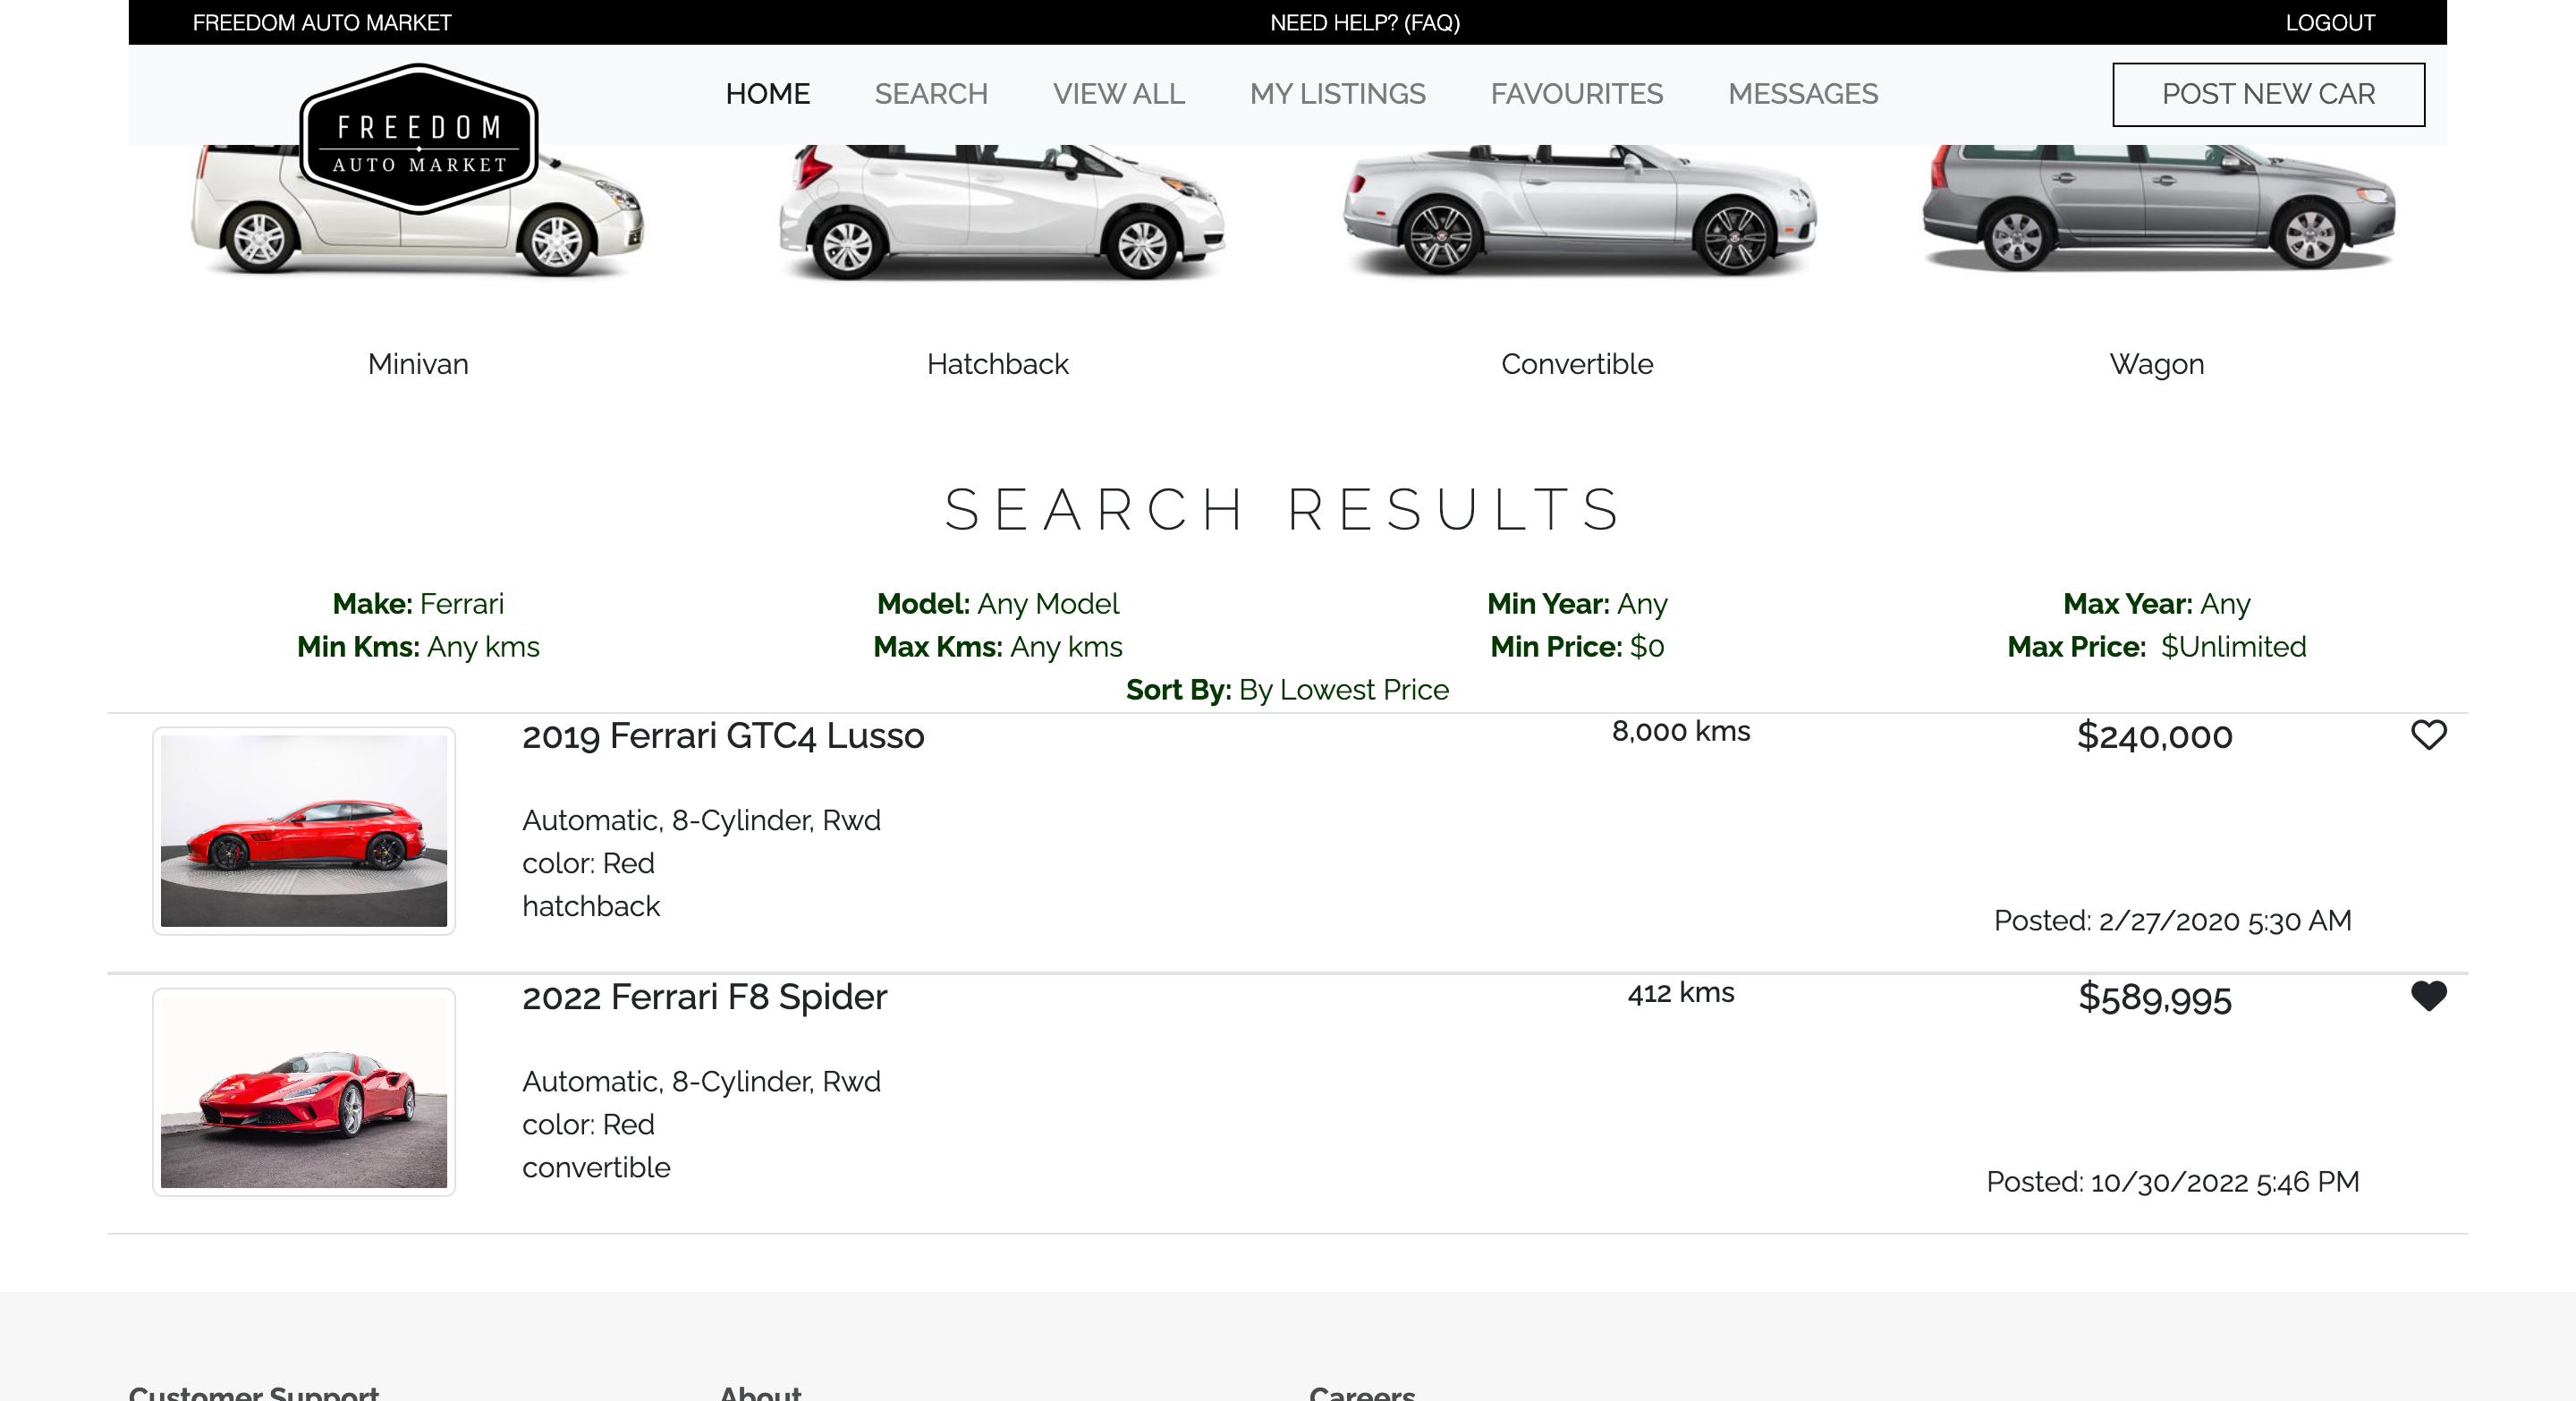 FREEDOM AUTO MARKET
NEED HELP? (FAQ)
LOGOUT
FREEDOM
AUTO MARKET
HOME
SEARCH
VIEW ALL
MY LISTINGS
FAVOURITES
MESSAGES
POST NEW CAR
Minivan
Hatchback
Convertible
Wagon
SEARCH RESULTS
Make: Ferrari
Model: Any Model
Min Year: Any
Max Year: Any
Min Kms: Any kms
Max Kms: Any kms
Min Price: $0
Max Price: $Unlimited
Sort By: By Lowest Price
2019 Ferrari GTC4 Lusso
8,000 kms
$240,000
Automatic, 8-Cylinder, Rwd
color: Red
hatchback
Posted: 2/27/2020 5:30 AM
2022 Ferrari F8 Spider
412 kms
$589,995
Automatic, 8-Cylinder, Rwd
color: Red
convertible
Posted: 10/30/2022 5:46 PM
Customer Support
About
Careers